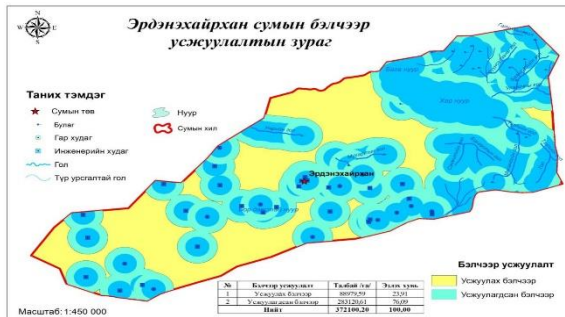 Эрдэнэхайрхан сумын бэлчээр
усжуулалтын зураг
N
W
E
S
Таних тэмдэг
Сумын төв
Булаг
Гар худаг
Инженерийн худаг
Гол
Түр урсгалтай гол
Нуур
Сумын хил
Хар нуур
Эрдэнэхайрхан
Бэлчээр усжуулалт
Усжуулах бэлчээр
Усжуулагдсан бэлчээр
№ Бэлчээр усжуулалт Талбай /га/ Эзлэх хувь
1 Усжуулах бэлчээр 88979,59 23,91
2 Усжуулагдсан бэлчээр 283120,61 76,09
Нийт 372100,20 100,00
Масштаб: 1:450 000